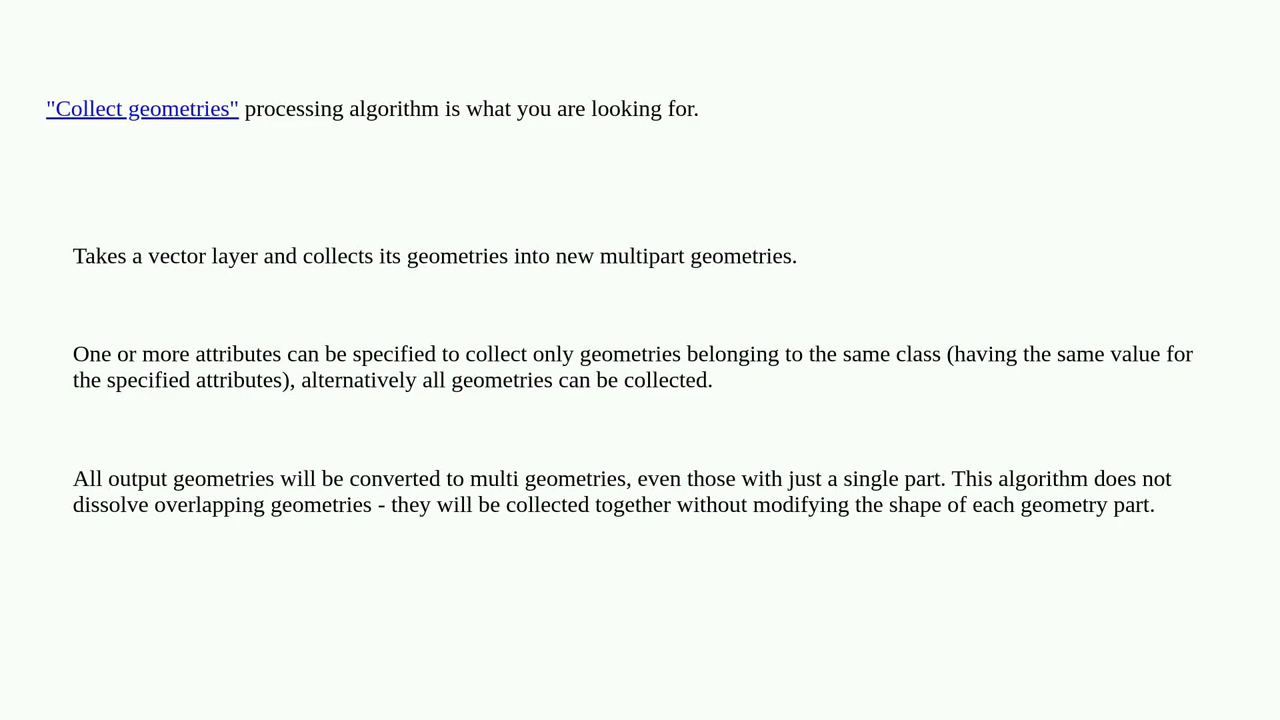 "Collect geometries" processing algorithm is what you are looking for.
Takes a vector layer and collects its geometries into new multipart geometries.
One or more attributes can be specified to collect only geometries belonging to the same class (having the same value for
the specified attributes), alternatively all geometries can be collected.
All output geometries will be converted to multi geometries, even those with just a single part. This algorithm does not
dissolve overlapping geometries - they will be collected together without modifying the shape of each geometry part.